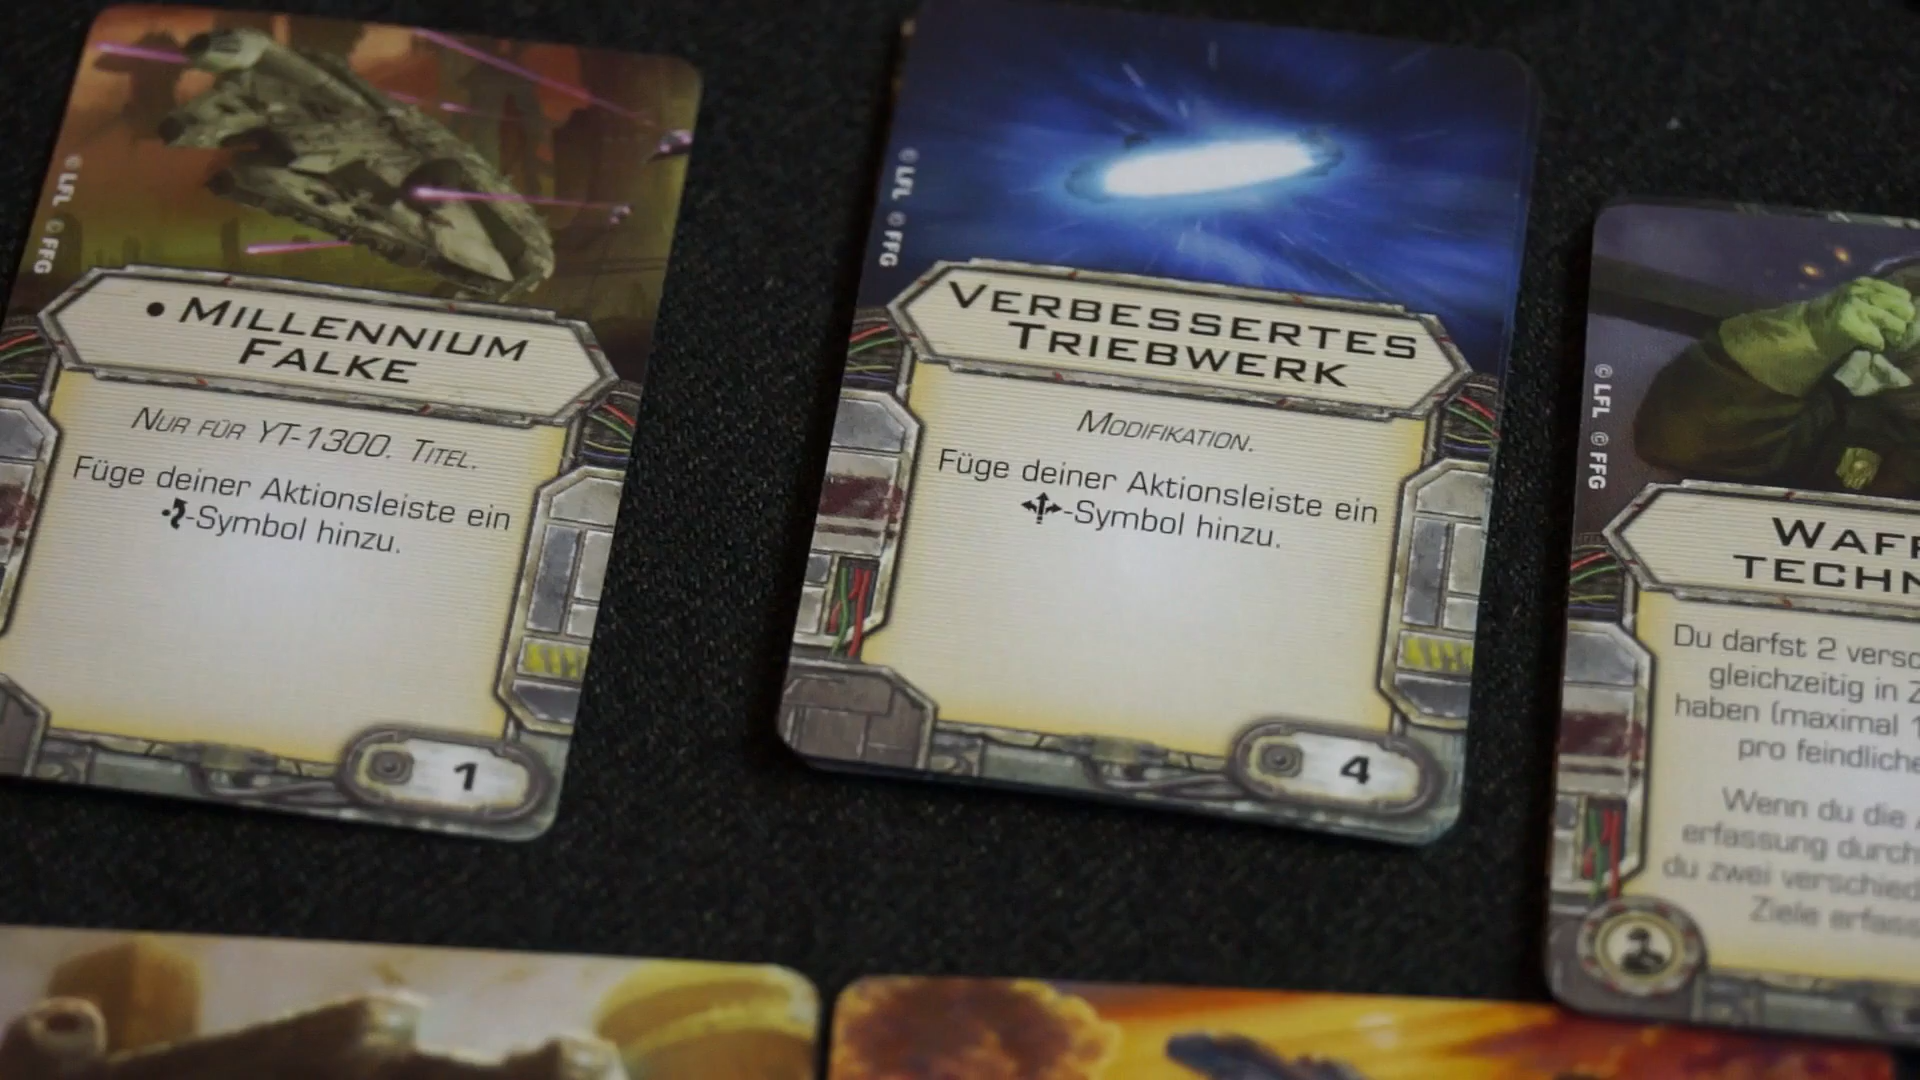 © LFL © FFG
• MILLENNIUM
FALKE
NUR FÜR YT-1300. TITEL.
Füge deiner Aktionsleiste ein
-Symbol hinzu.
1
© LFL © FFG
VERBESSERTES
TRIEBWERK
MODIFIKATION.
Füge deiner Aktionsleiste ein
-Symbol hinzu.
4
© LFL © FFG
WAFF
TECHN
Du darfst 2 versc
gleichzeitig in Z
haben (maximal 1
pro feindliche
Wenn du die
erfassung durch
du zwei verschied
Ziele erfass